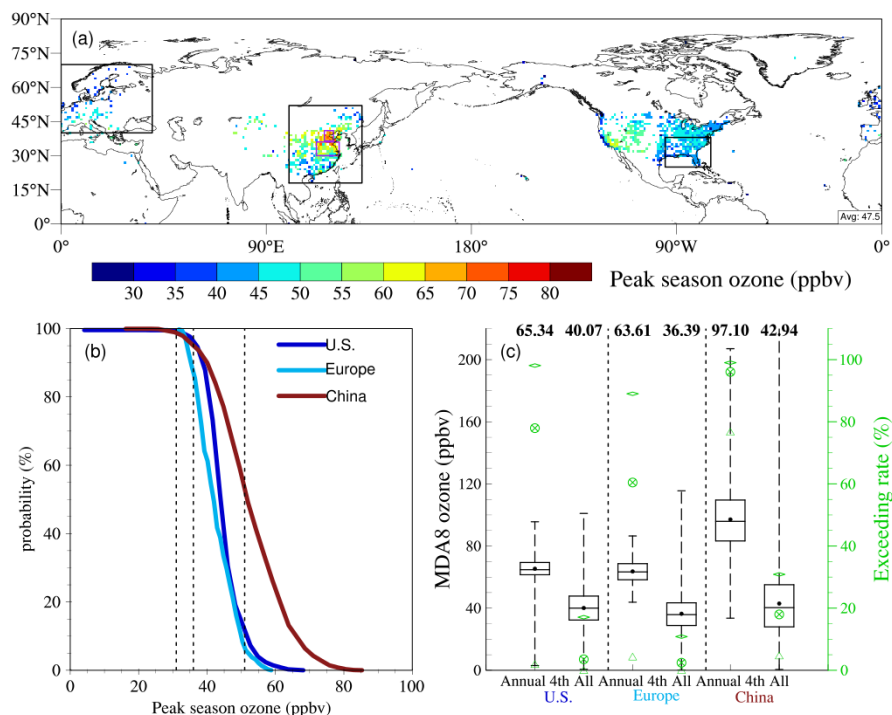 90°N
75°N
60°N
45°N
30°N
15°N
0°
(a)
Avg: 47.5
0° 90°E 180° 90°W 0°
30 35 40 45 50 55 60 65 70 75 80
Peak season ozone (ppbv)
(b)
U.S.
Europe
China
100
80
60
40
20
0
probability (%)
0 20 40 60 80 100
Peak season ozone (ppbv)
65.34 40.07 63.61 36.39 97.10 42.94
(c)
200
160
120
80
40
0
MDA8 ozone (ppbv)
100
80
60
40
20
0
Exceeding rate (%)
Annual 4th All Annual 4th All Annual 4th All
U.S. Europe China